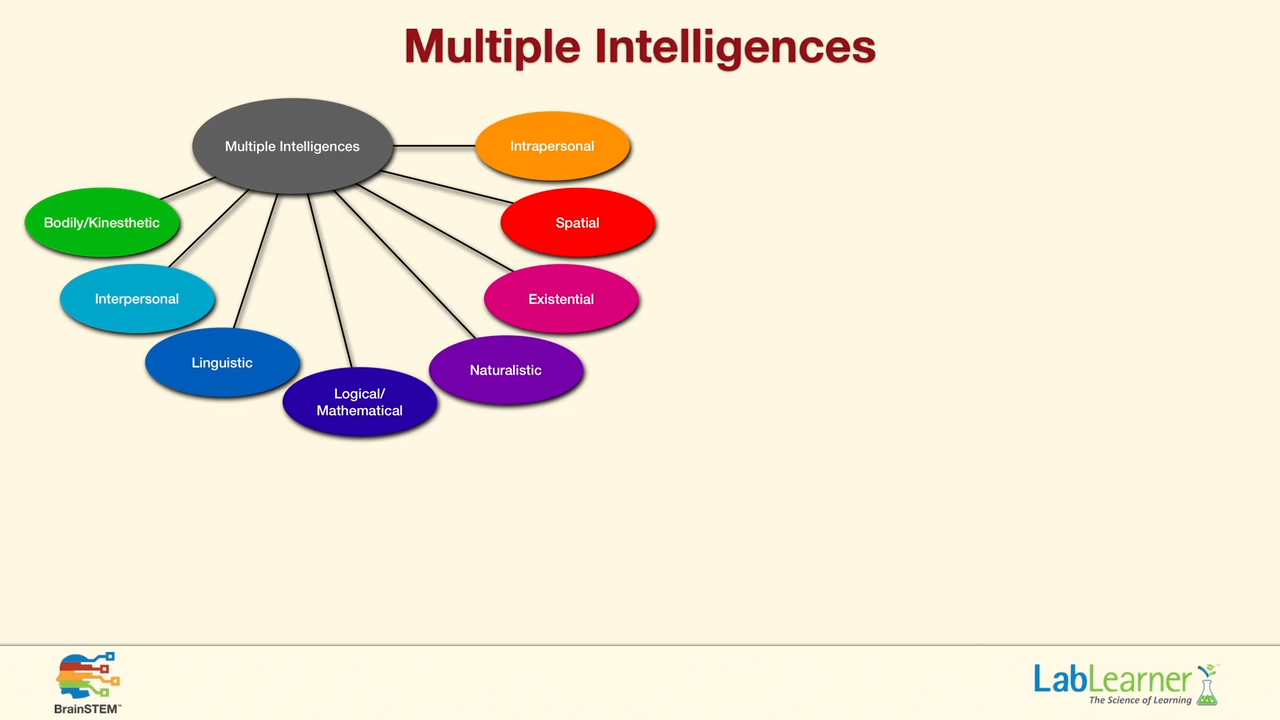 Multiple Intelligences
Multiple Intelligences
Intrapersonal
Bodily/Kinesthetic
Spatial
Interpersonal
Existential
Linguistic
Naturalistic
Logical/
Mathematical
BrainSTEM™
LabLearner
The Science of Learning